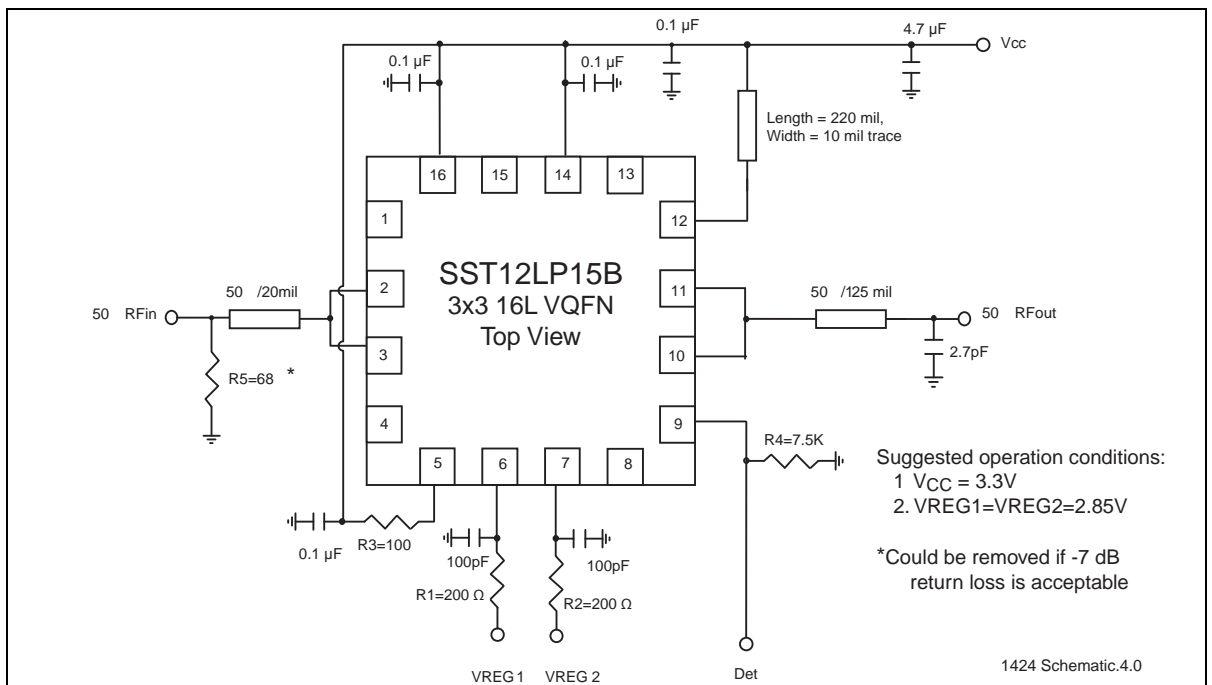 0.1 µF
4.7 µF
Vcc
0.1 µF
0.1 µF
Length = 220 mil,
Width = 10 mil trace
16
15
14
13
1
12
SST12LP15B
3x3 16L VQFN
Top View
50 /20mil
2
11
50 /125 mil
50 RFin
50 RFout
3
10
2.7pF
R5=68 *
4
9
R4=7.5K
5
6
7
8
Suggested operation conditions:
1 VCC = 3.3V
2. VREG1=VREG2=2.85V
0.1 µF
R3=100
100pF
100pF
*Could be removed if -7 dB
return loss is acceptable
R1=200 Ω
R2=200 Ω
VREG 1
VREG 2
Det
1424 Schematic.4.0